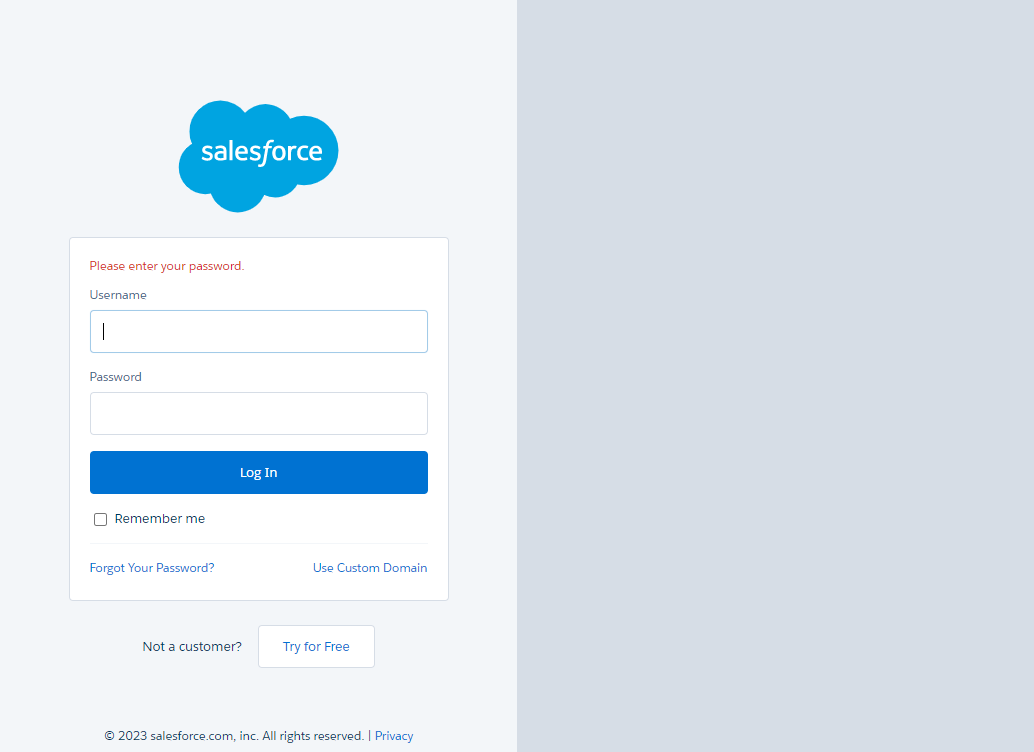 salesforce
Please enter your password.
Username
Password
Log In
Remember me
Forgot Your Password? Use Custom Domain
Not a customer? Try for Free
© 2023 salesforce.com, inc. All rights reserved. | Privacy